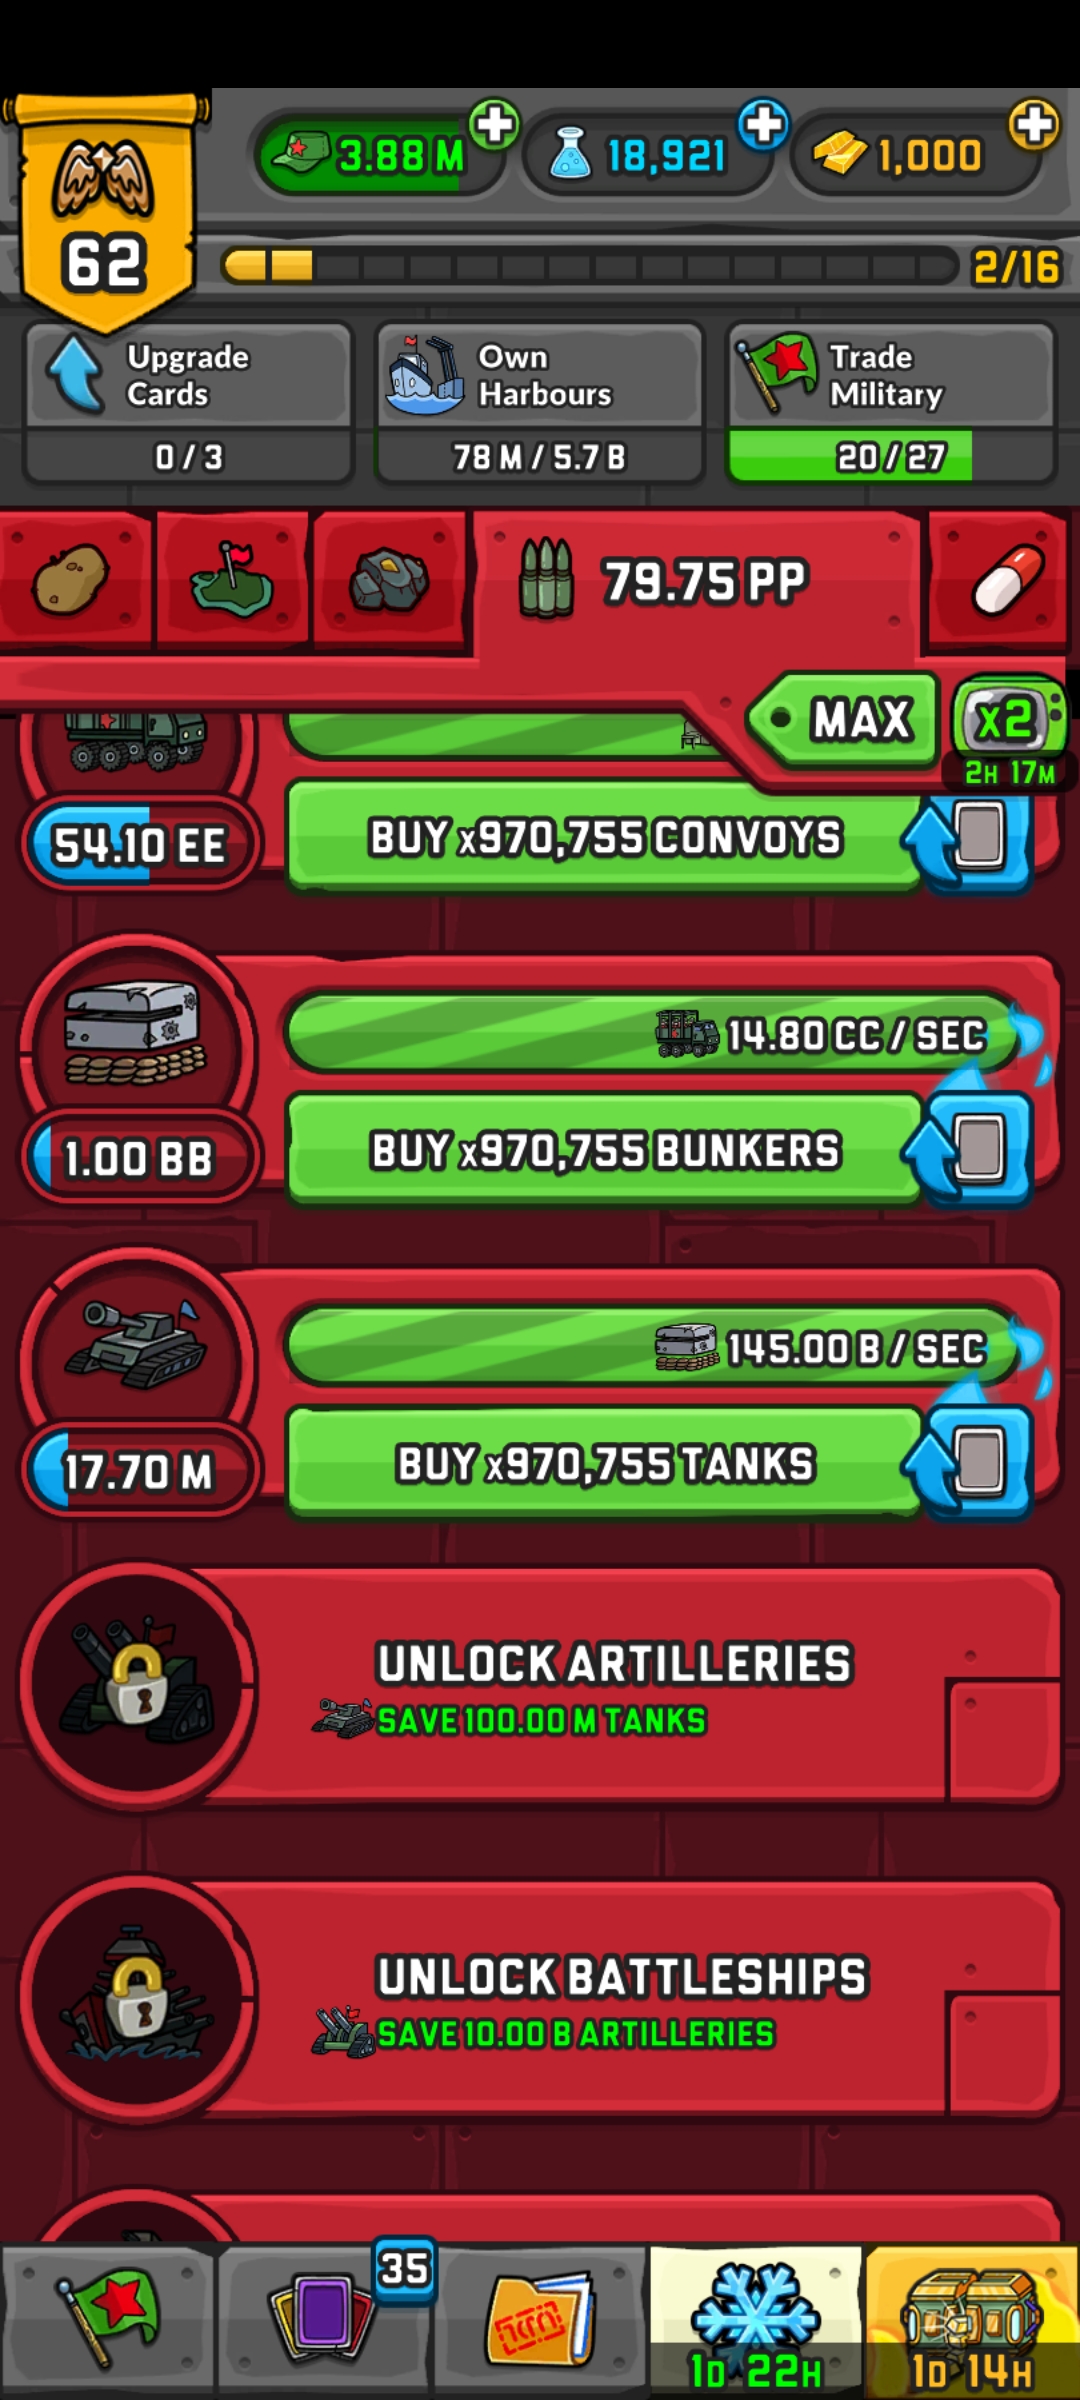 3.88 M
18,921
1,000
62
2/16
Upgrade
Cards
0 / 3
Own
Harbours
78 M / 5.7 B
Trade
Military
20 / 27
79.75 PP
MAX
x2
2H 17M
54.10 EE
BUY x970,755 CONVOYS
14.80 CC / SEC
1.00 BB
BUY x970,755 BUNKERS
145.00 B / SEC
17.70 M
BUY x970,755 TANKS
UNLOCK ARTILLERIES
SAVE 100.00 M TANKS
UNLOCK BATTLESHIPS
SAVE 10.00 B ARTILLERIES
35
1D 22H
1D 14H